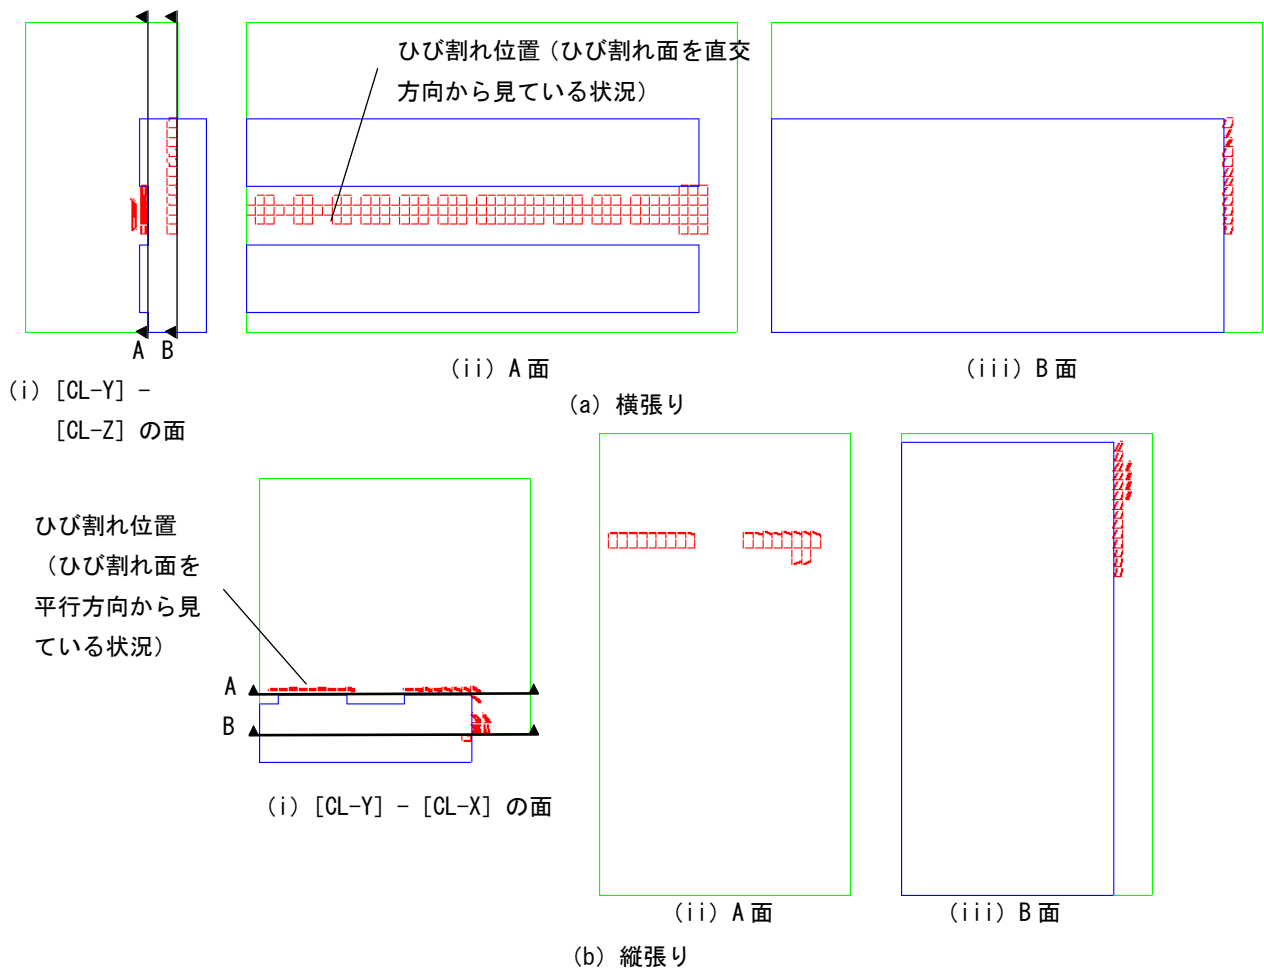 ひび割れ位置（ひび割れ面を直交
方向から見ている状況）
A B
(i) [CL-Y] -
[CL-Z] の面
(ii) A 面
(iii) B 面
(a) 横張り
ひび割れ位置
（ひび割れ面を
平行方向から見
ている状況）
A
B
(i) [CL-Y] - [CL-X] の面
(ii) A 面
(iii) B 面
(b) 縦張り